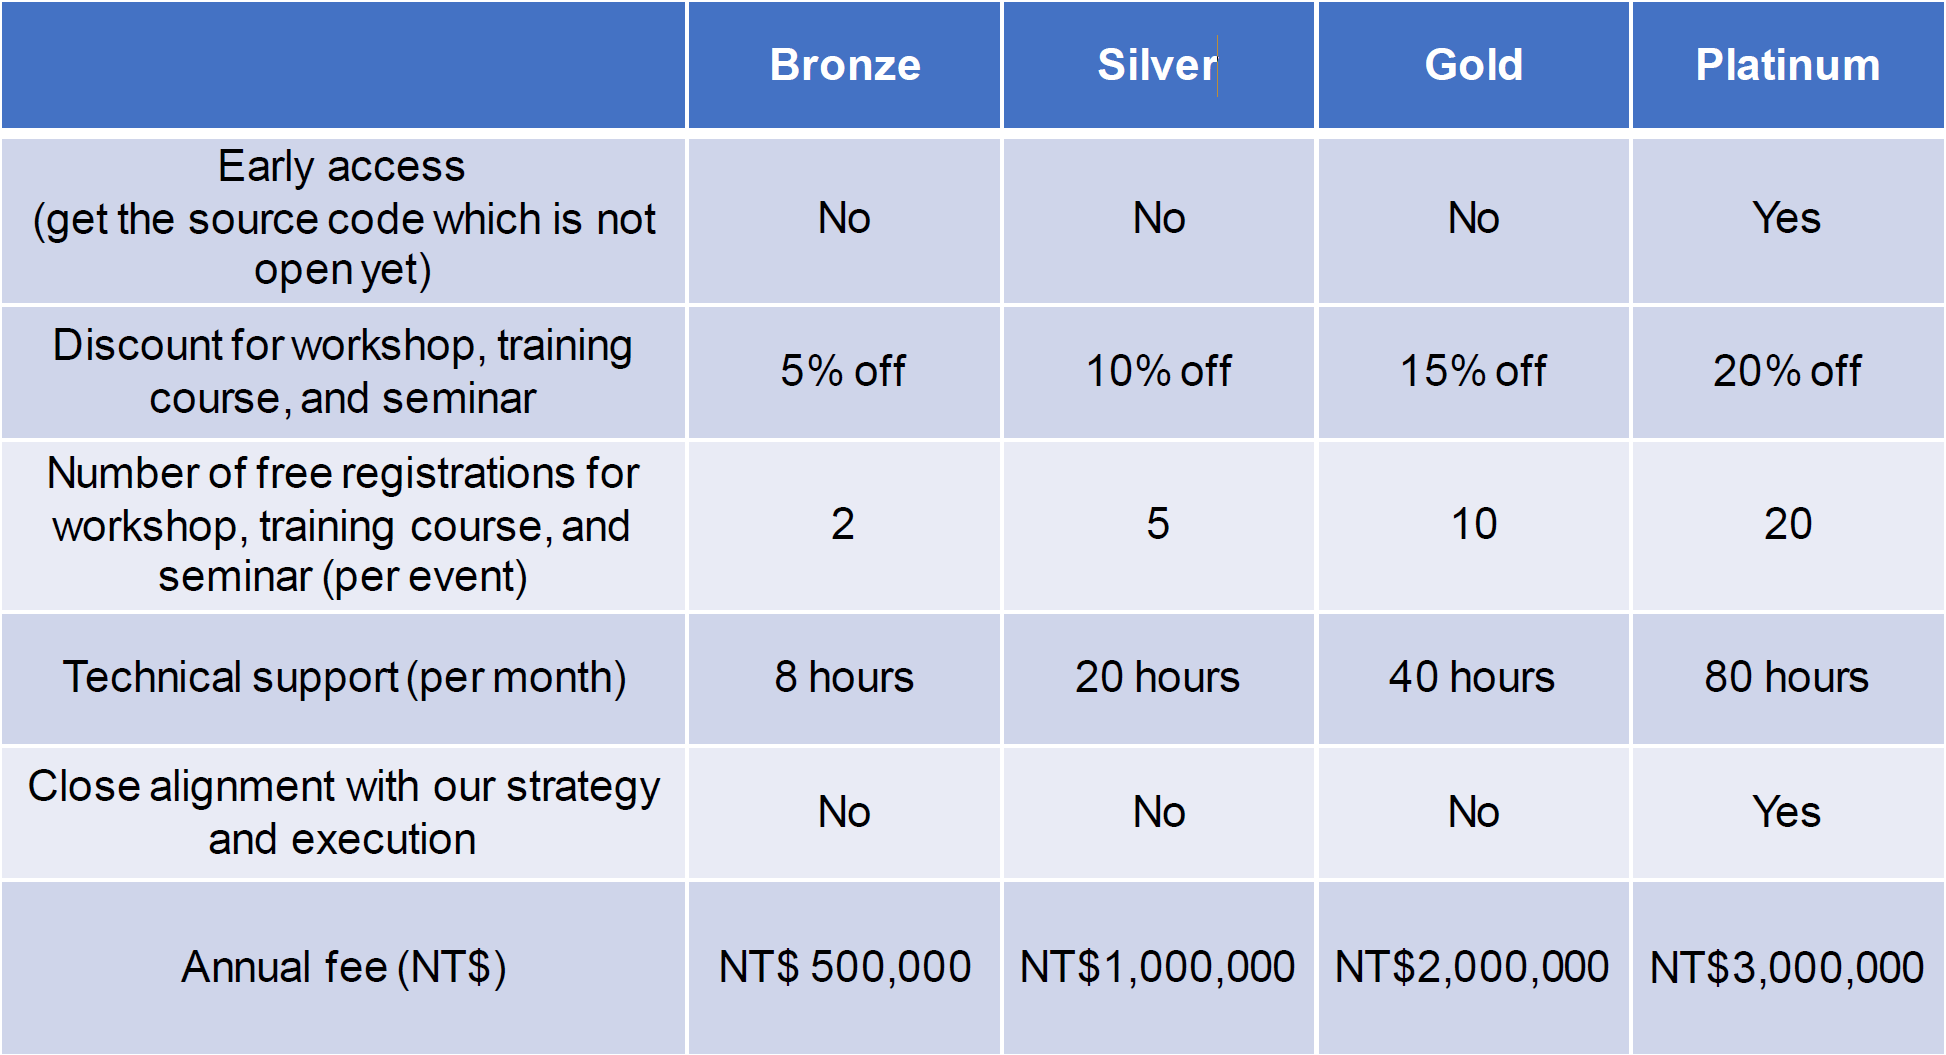 Bronze Silver Gold Platinum
Early access
(get the source code which is not
open yet)
No No No Yes
Discount for workshop, training
course, and seminar
5% off 10% off 15% off 20% off
Number of free registrations for
workshop, training course, and
seminar (per event)
2 5 10 20
Technical support (per month) 8 hours 20 hours 40 hours 80 hours
Close alignment with our strategy
and execution
No No No Yes
Annual fee (NT$) NT$ 500,000 NT$1,000,000 NT$2,000,000 NT$3,000,000